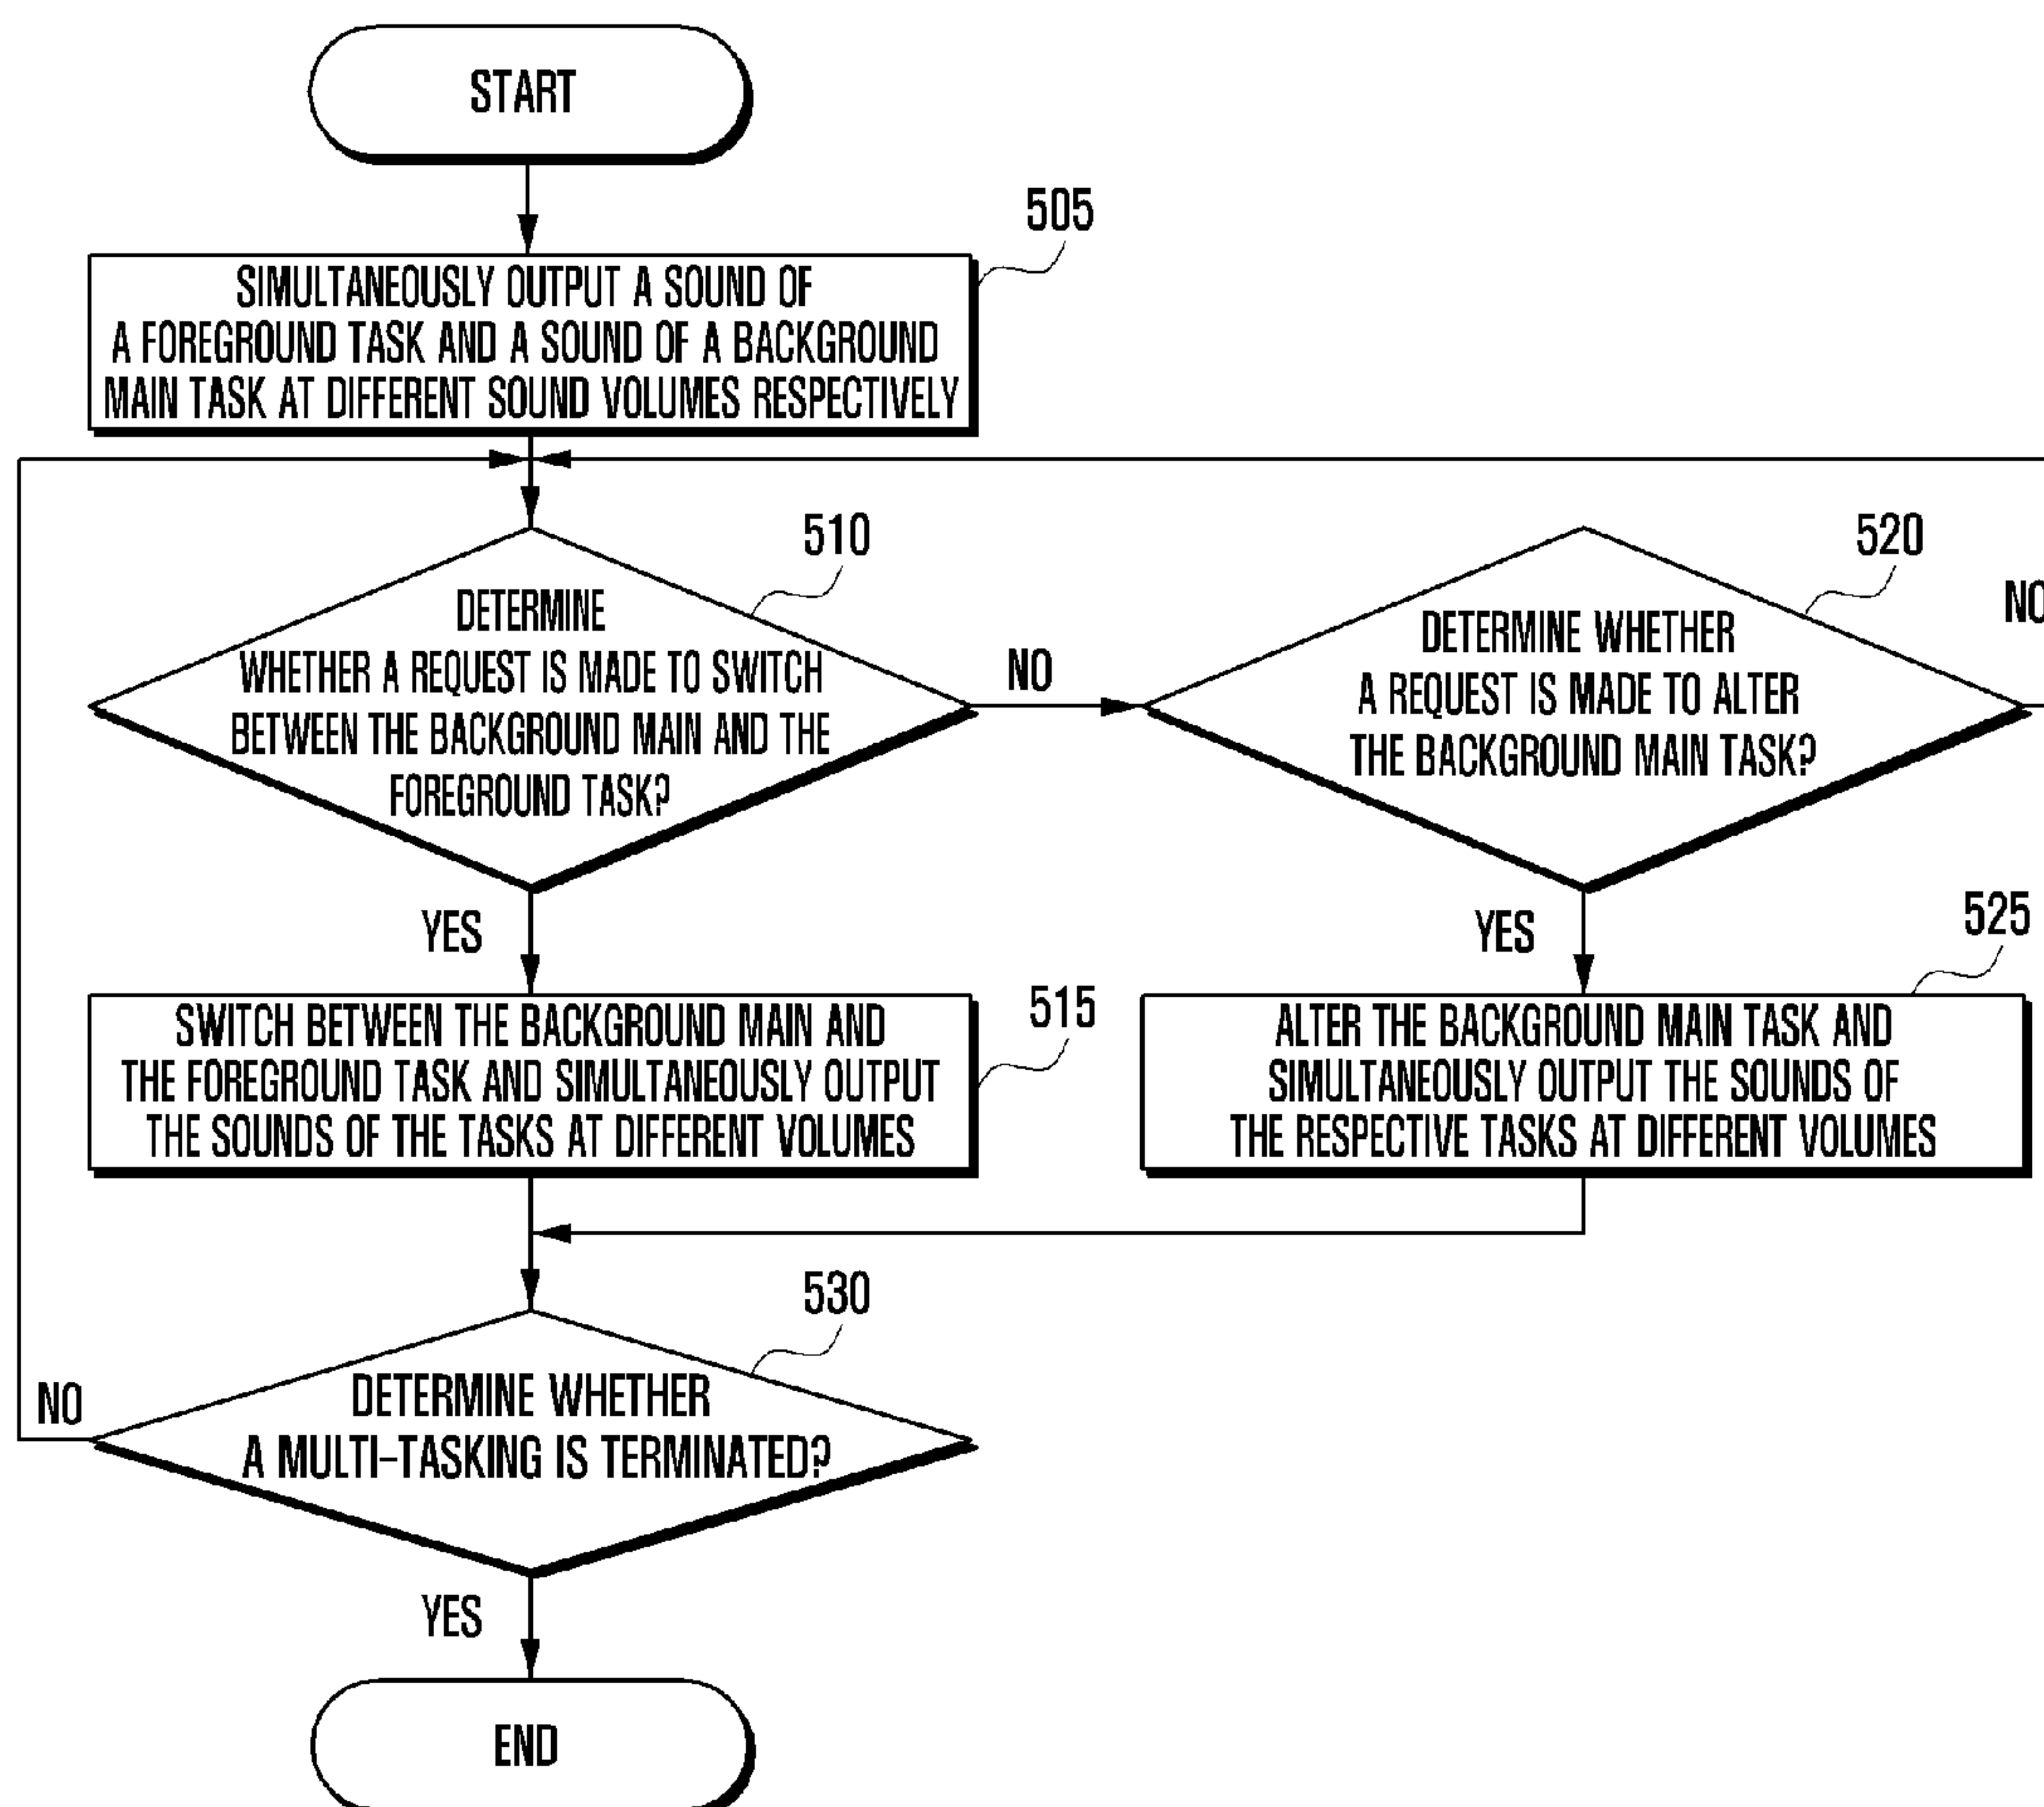 START
505
SIMULTANEOUSLY OUTPUT A SOUND OF
A FOREGROUND TASK AND A SOUND OF A BACKGROUND
MAIN TASK AT DIFFERENT SOUND VOLUMES RESPECTIVELY
510
DETERMINE
WHETHER A REQUEST IS MADE TO SWITCH
BETWEEN THE BACKGROUND MAIN AND THE
FOREGROUND TASK?
NO
520
DETERMINE WHETHER
A REQUEST IS MADE TO ALTER
THE BACKGROUND MAIN TASK?
NO
YES
YES
515
SWITCH BETWEEN THE BACKGROUND MAIN AND
THE FOREGROUND TASK AND SIMULTANEOUSLY OUTPUT
THE SOUNDS OF THE TASKS AT DIFFERENT VOLUMES
525
ALTER THE BACKGROUND MAIN TASK AND
SIMULTANEOUSLY OUTPUT THE SOUNDS OF
THE RESPECTIVE TASKS AT DIFFERENT VOLUMES
530
DETERMINE WHETHER
A MULTI-TASKING IS TERMINATED?
NO
YES
END